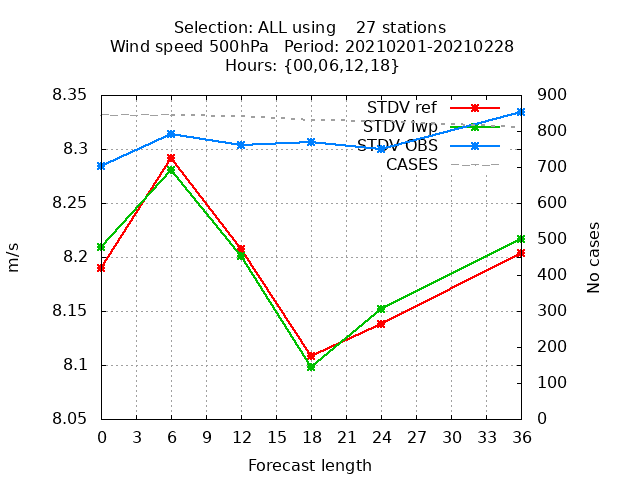 Selection: ALL using    27 stations
Wind speed 500hPa   Period: 20210201-20210228
Hours: {00,06,12,18}
8.35
8.3
8.25
8.2
8.15
8.1
8.05
m/s
STDV ref
STDV lwp
STDV OBS
CASES
900
800
700
600
500
400
300
200
100
0
No cases
0 3 6 9 12 15 18 21 24 27 30 33 36
Forecast length